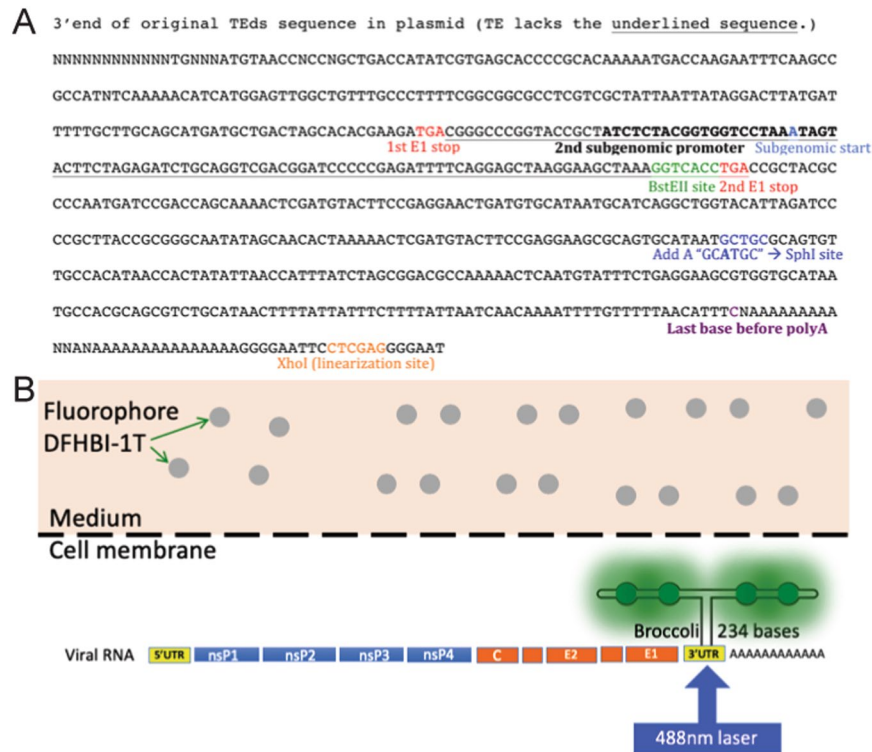 A 3'end of original TEds sequence in plasmid (TE lacks the underlined sequence.)
NNNNNNNNNNNNTGNNNATGTAACCNCCNGCTGACCATATCGTGAGCACCCCGCACAAAAATGACCAAGAATTTCAAGCC
GCCATNTCAAAAACATCATGGAGTTGGCTGTTTGCCCTTTTCGGCGGCGCCTCGTCGCTATTAATTATAGGACTTATGAT
TTTTGCTTGCAGCATGATGCTGACTAGCACACGAAGATGACGGGCCCGGTACCGCTATCTCTACGGTGGTCCTAAATAGT
1st E1 stop 2nd subgenomic promoter Subgenomic start
ACTTCTAGAGATCTGCAGGTCGACGGATCCCCCGAGATTTTCAGGAGCTAAGGAAGCTAAAGGTCACCTGACCGCTACGC
BstEII site 2nd E1 stop
CCCAATGATCCGACCAGCAAAACTCGATGTACTTCCGAGGAACTGATGTGCATAATGCATCAGGCTGGTACATTAGATCC
CCGCTTACCGCGGGCAATATAGCAACACTAAAAACTCGATGTACTTCCGAGGAAGCGCAGTGCATAATGCTGCGCAGTGT
Add A "GCATGC" → SphI site
TGCCACATAACCACTATATTAACCATTTATCTAGCGGACGCCAAAAACTCAATGTATTTCTGAGGAAGCGTGGTGCATAA
TGCCACGCAGCGTCTGCATAACTTTTATTATTTCTTTTATTAATCAACAAAATTTTGTTTTTAACATTTCNAAAAAAAAA
Last base before polyA
NNANAAAAAAAAAAAAAAAGGGGAATTCCTCGAGGGGAAT
XhoI (linearization site)
B
Fluorophore
DFHBI-1T
Medium
Cell membrane
Broccoli 234 bases
Viral RNA 5'UTR nsP1 nsP2 nsP3 nsP4 C E2 E1 3'UTR AAAAAAAAAAAA
488nm laser